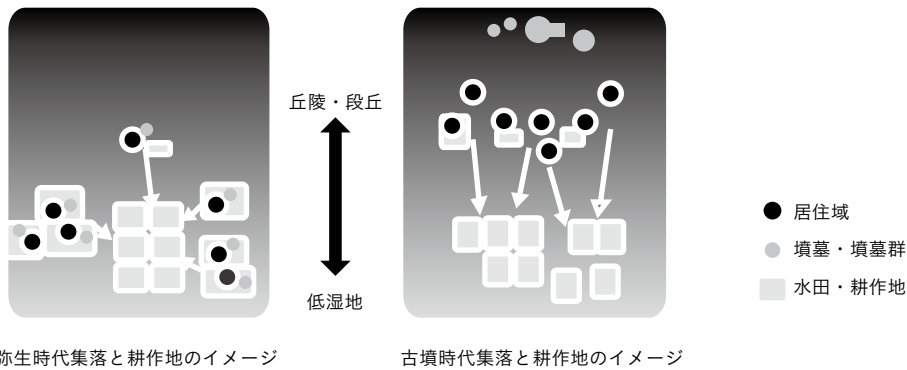 丘陵・段丘
低湿地
居住域
墳墓・墳墓群
水田・耕作地
弥生時代集落と耕作地のイメージ
古墳時代集落と耕作地のイメージ